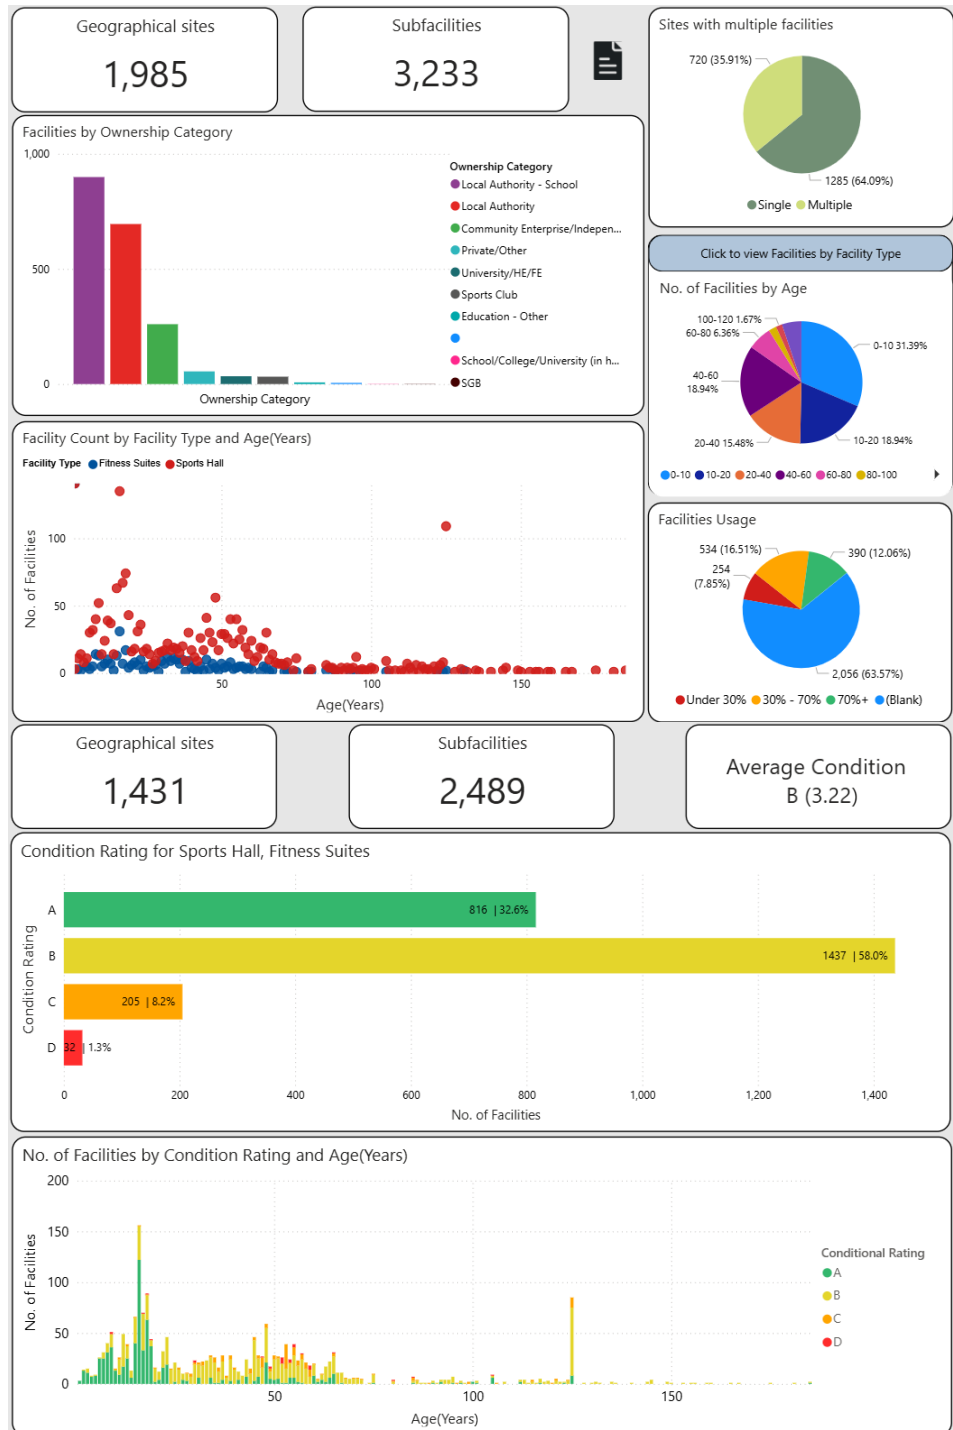 Geographical sites
1,985
Subfacilities
3,233
Sites with multiple facilities
720 (35.91%)
1285 (64.09%)
Single Multiple
Facilities by Ownership Category
1,000
500
0
Ownership Category
Ownership Category
Local Authority - School
Local Authority
Community Enterprise/Indepen...
Private/Other
University/HE/FE
Sports Club
Education - Other
School/College/University (in h...
SGB
Click to view Facilities by Facility Type
No. of Facilities by Age
100-120 1.67%
60-80 6.36%
0-10 31.39%
40-60
18.94%
20-40 15.48%
10-20 18.94%
0-10 10-20 20-40 40-60 60-80 80-100
Facility Count by Facility Type and Age(Years)
Facility Type Fitness Suites Sports Hall
No. of Facilities
100
50
0
50 100 150
Age(Years)
Facilities Usage
534 (16.51%)
390 (12.06%)
254
(7.85%)
2,056 (63.57%)
Under 30% 30% - 70% 70%+ (Blank)
Geographical sites
1,431
Subfacilities
2,489
Average Condition
B (3.22)
Condition Rating for Sports Hall, Fitness Suites
Condition Rating
A
816 | 32.6%
B
1437 | 58.0%
C
205 | 8.2%
D
32 | 1.3%
0 200 400 600 800 1,000 1,200 1,400
No. of Facilities
No. of Facilities by Condition Rating and Age(Years)
No. of Facilities
200
150
100
50
0
50 100 150
Age(Years)
Conditional Rating
A
B
C
D